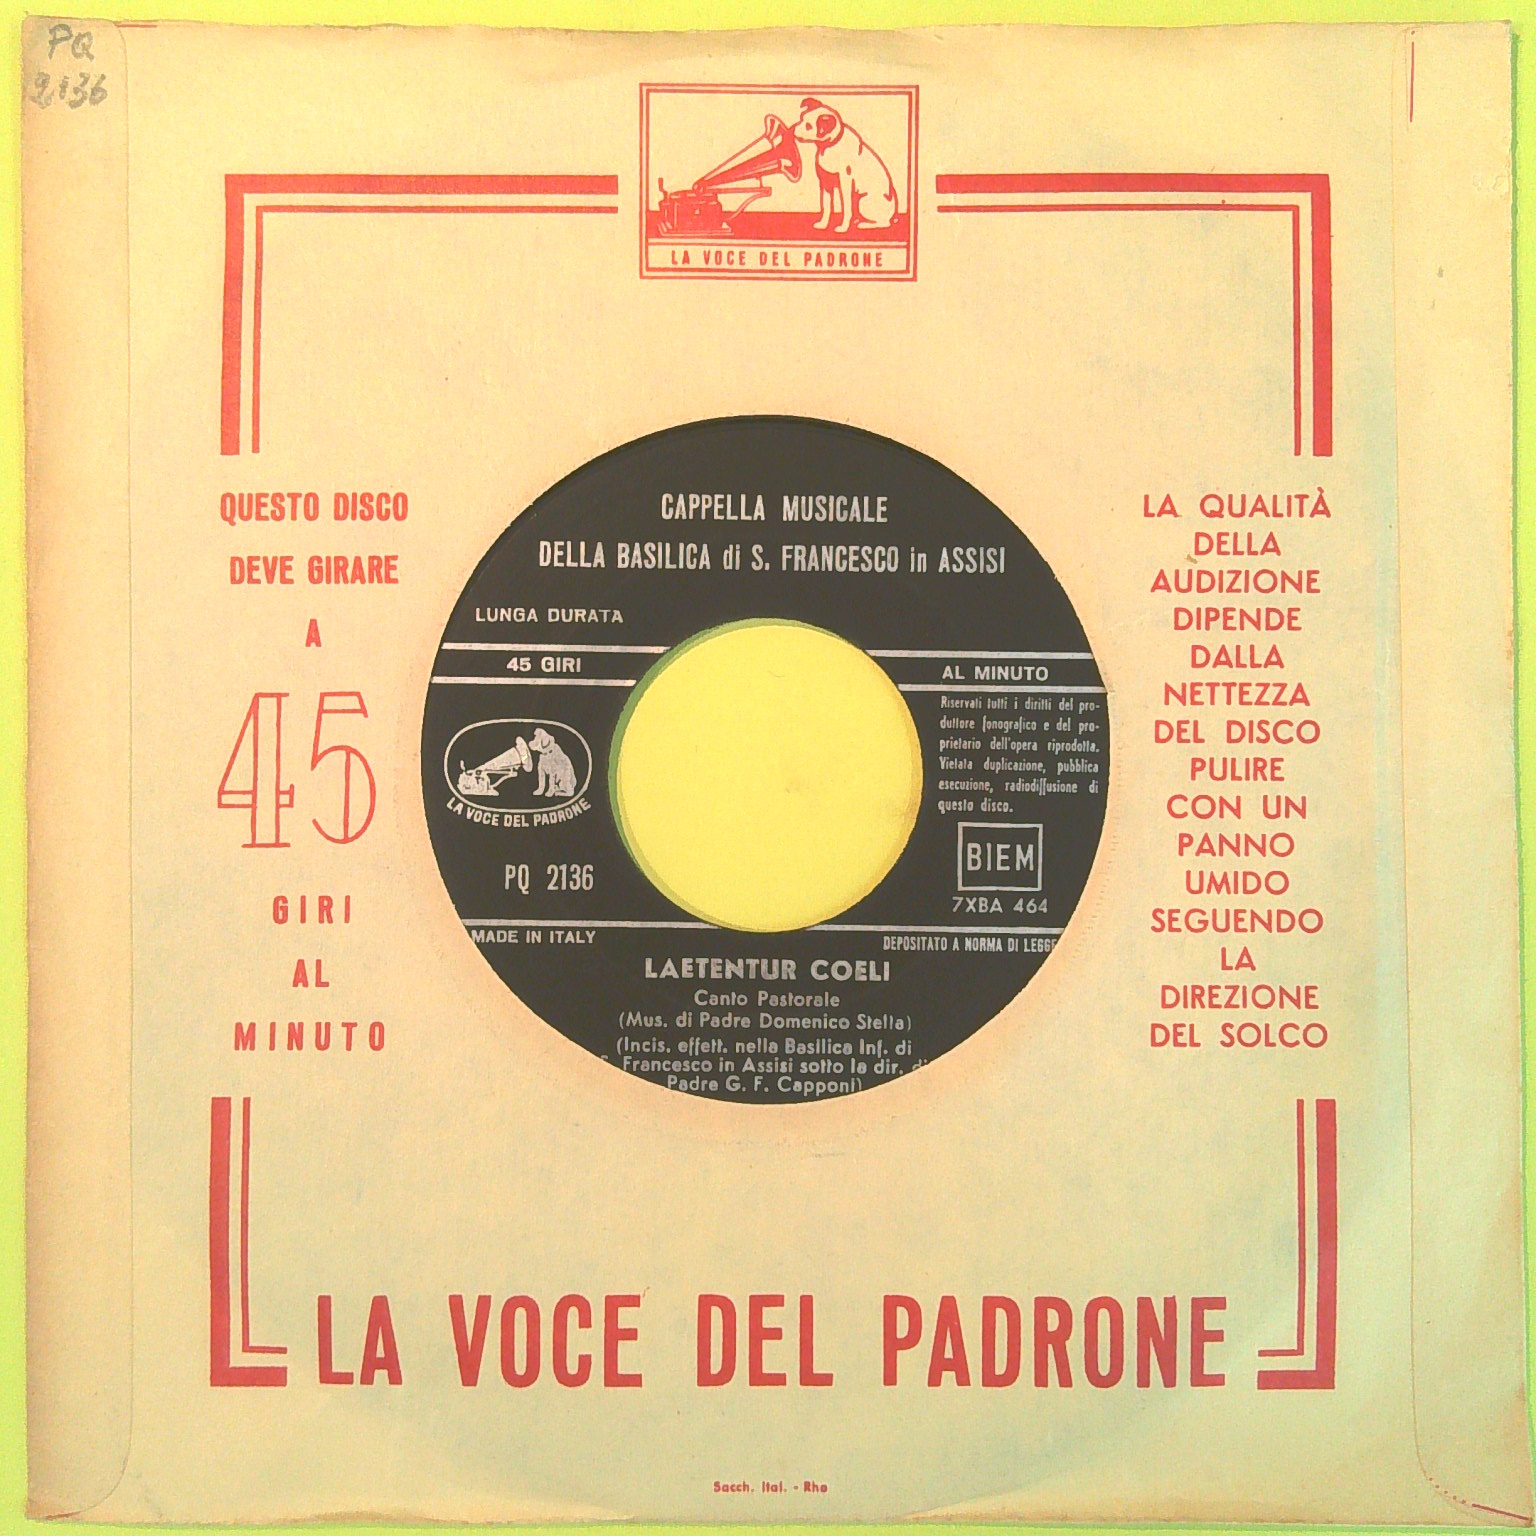 PQ
2136
LA VOCE DEL PADRONE
QUESTO DISCO
DEVE GIRARE
A
45
GIRI
AL
MINUTO
CAPPELLA MUSICALE
DELLA BASILICA di S. FRANCESCO in ASSISI
LUNGA DURATA
45 GIRI
AL MINUTO
Riservati tutti i diritti del pro-
duttore fonografico e del pro-
prietario dell'opera riprodotta.
Vietata duplicazione, pubblica
esecuzione, radiodiffusione di
questo disco.
LA VOCE DEL PADRONE
PQ 2136
BIEM
7XBA 464
MADE IN ITALY
DEPOSITATO A NORMA DI LEGGE
LAETENTUR COELI
Canto Pastorale
(Mus. di Padre Domenico Stella)
(Incis. effett. nella Basilica Inf. di
S. Francesco in Assisi sotto la dir. di
Padre G. F. Capponi)
LA QUALITÀ
DELLA
AUDIZIONE
DIPENDE
DALLA
NETTEZZA
DEL DISCO
PULIRE
CON UN
PANNO
UMIDO
SEGUENDO
LA
DIREZIONE
DEL SOLCO
LA VOCE DEL PADRONE
Sacch. Ital. - Rho